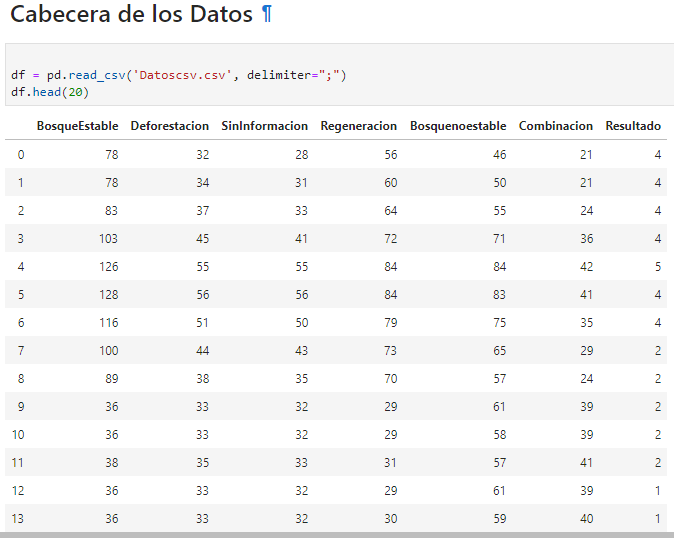 Cabecera de los Datos ¶
df = pd.read_csv('Datoscsv.csv', delimiter=";")
df.head(20)
BosqueEstable Deforestacion SinInformacion Regeneracion Bosquenoestable Combinacion Resultado
0 78 32 28 56 46 21 4
1 78 34 31 60 50 21 4
2 83 37 33 64 55 24 4
3 103 45 41 72 71 36 4
4 126 55 55 84 84 42 5
5 128 56 56 84 83 41 4
6 116 51 50 79 75 35 4
7 100 44 43 73 65 29 2
8 89 38 35 70 57 24 2
9 36 33 32 29 61 39 2
10 36 33 32 29 58 39 2
11 38 35 33 31 57 41 2
12 36 33 32 29 61 39 1
13 36 33 32 30 59 40 1